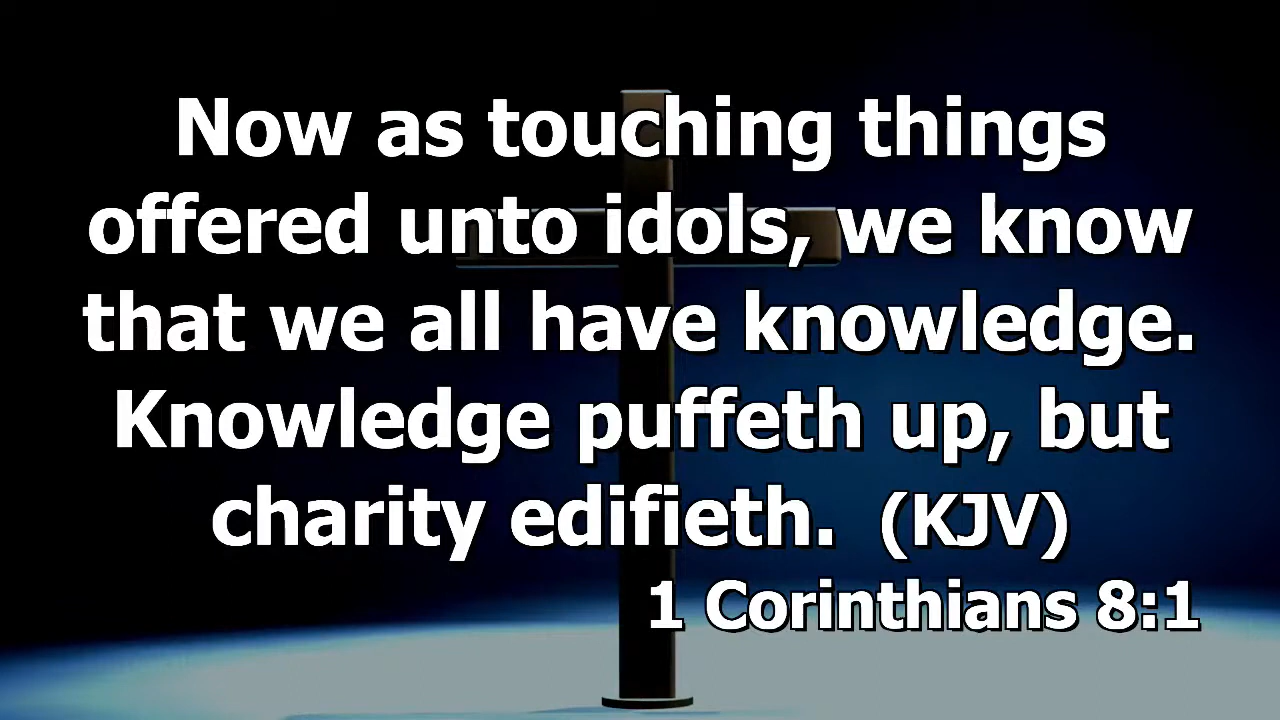 Now as touching things
offered unto idols, we know
that we all have knowledge.
Knowledge puffeth up, but
charity edifieth. (KJV)
1 Corinthians 8:1